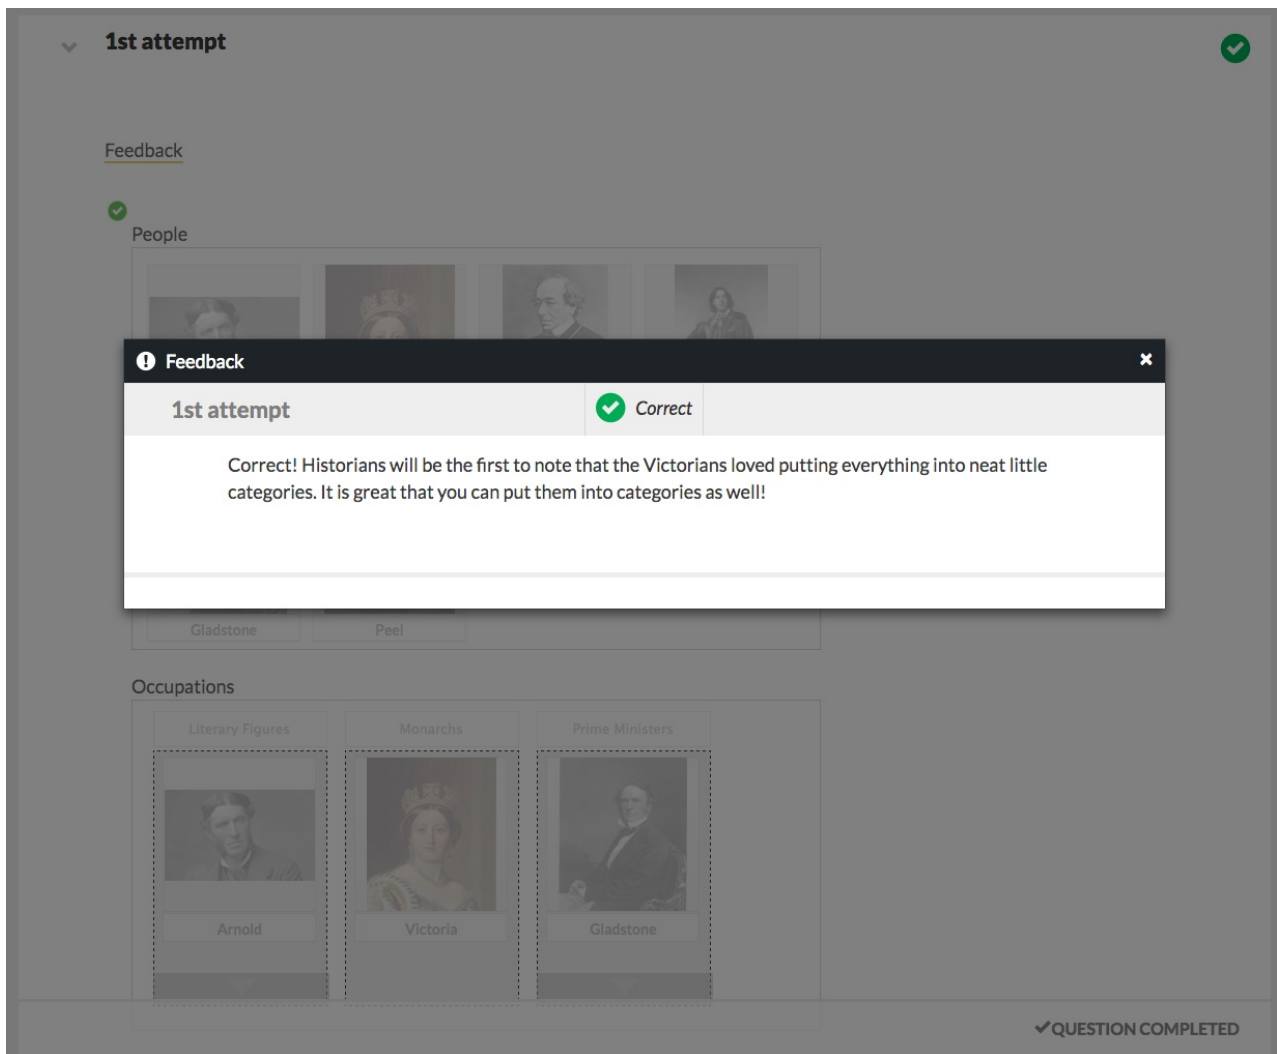 1st attempt
Feedback
People
Feedback
1st attempt
Correct
Correct! Historians will be the first to note that the Victorians loved putting everything into neat little
categories. It is great that you can put them into categories as well!
Gladstone
Peel
Occupations
Literary Figures
Monarchs
Prime Ministers
Arnold
Victoria
Gladstone
QUESTION COMPLETED